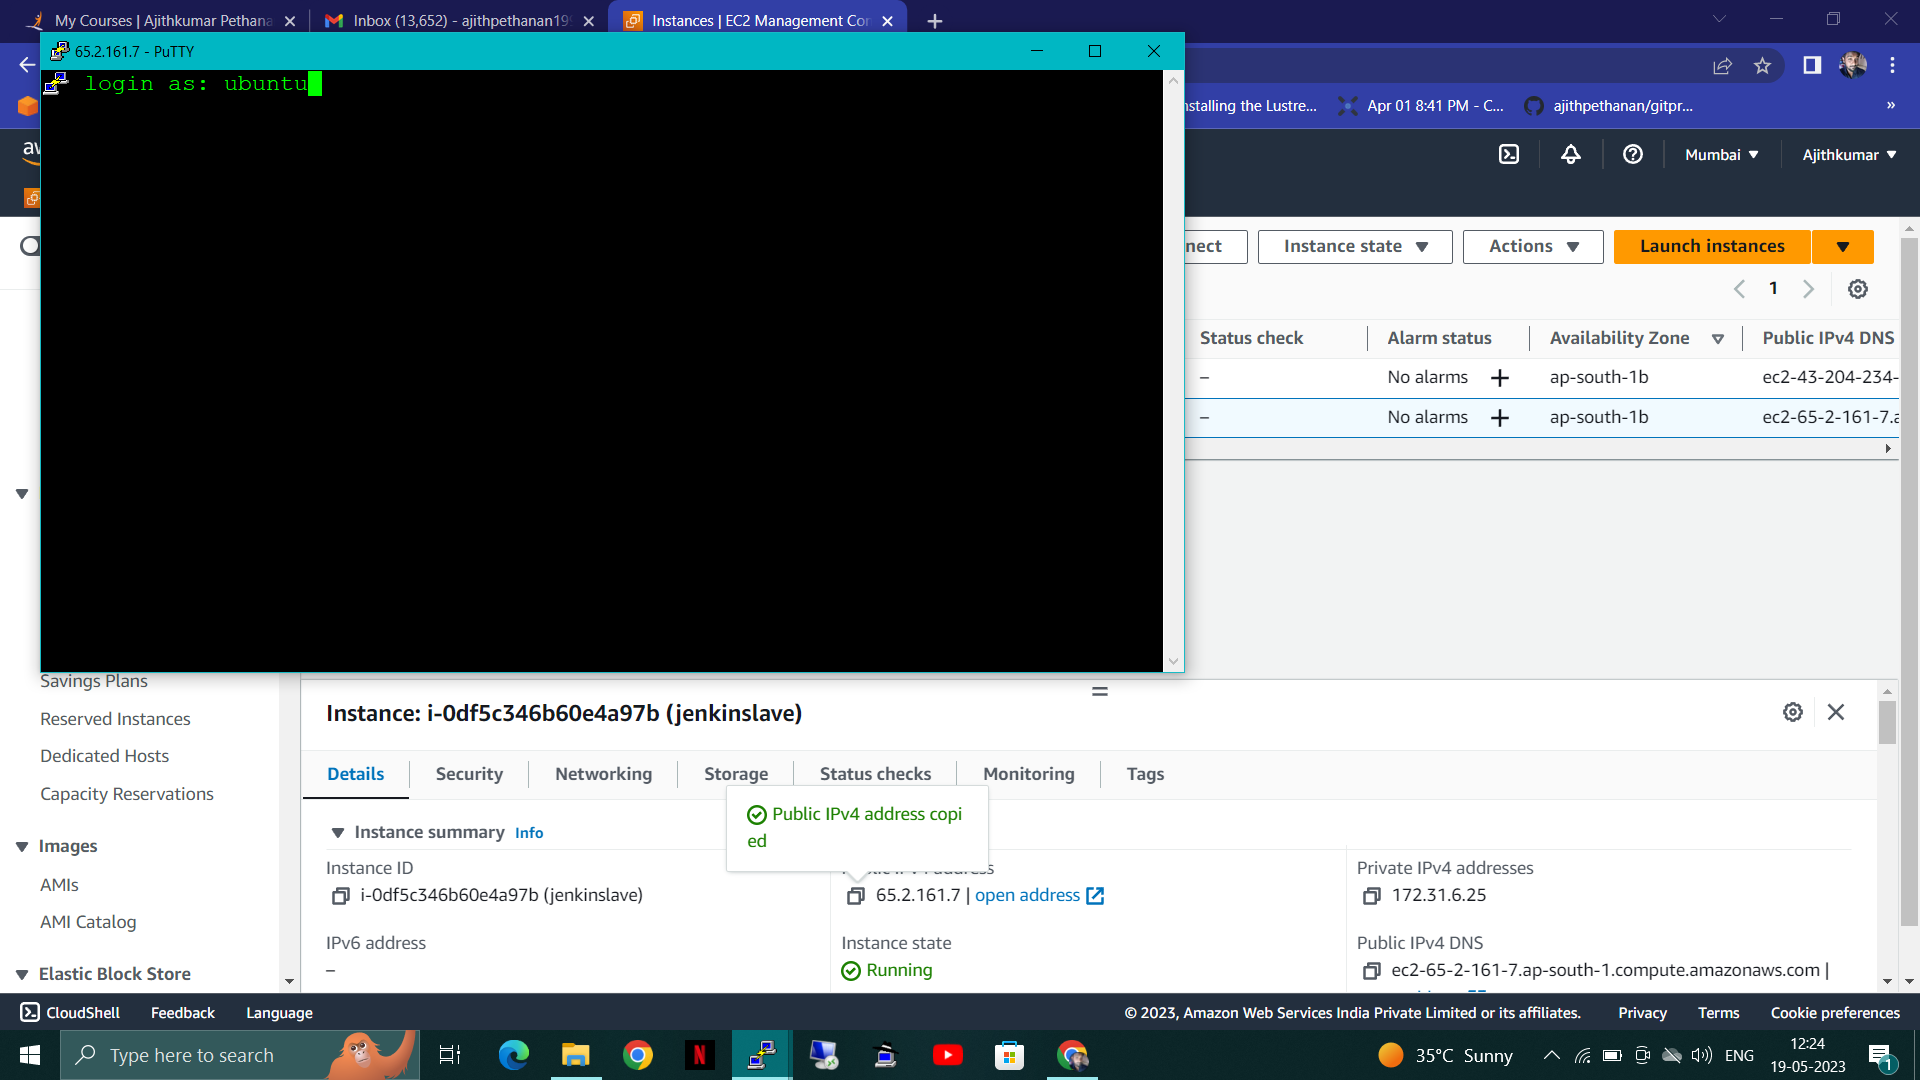 My Courses | Ajithkumar Pethana
Inbox (13,652) - ajithpethanan199
Instances | EC2 Management Con
65.2.161.7 - PuTTY
login as: ubuntu
nstalling the Lustre...
Apr 01 8:41 PM - C...
ajithpethanan/gitpr...
»
aw
Mumbai
Ajithkumar
nect
Instance state
Actions
Launch instances
1
Status check
Alarm status
Availability Zone
Public IPv4 DNS
–
No alarms
ap-south-1b
ec2-43-204-234-
–
No alarms
ap-south-1b
ec2-65-2-161-7.a
Savings Plans
Reserved Instances
Dedicated Hosts
Capacity Reservations
Images
AMIs
AMI Catalog
Elastic Block Store
Instance: i-0df5c346b60e4a97b (jenkinslave)
Details
Security
Networking
Storage
Status checks
Monitoring
Tags
Public IPv4 address copi
ed
Instance summary Info
Instance ID
i-0df5c346b60e4a97b (jenkinslave)
65.2.161.7 | open address
Private IPv4 addresses
172.31.6.25
IPv6 address
–
Instance state
Running
Public IPv4 DNS
ec2-65-2-161-7.ap-south-1.compute.amazonaws.com |
CloudShell
Feedback
Language
© 2023, Amazon Web Services India Private Limited or its affiliates.
Privacy
Terms
Cookie preferences
Type here to search
N
35°C Sunny
ENG
12:24
19-05-2023
1